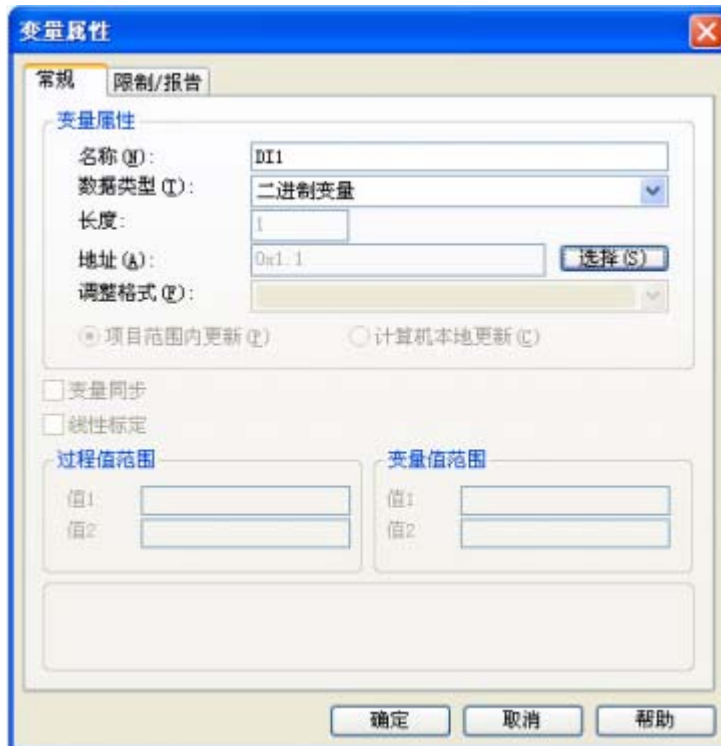 变量属性
常规 限制/报告
变量属性
名称(N): DI1
数据类型(T): 二进制变量
长度: 1
地址(A): 0x1.1 选择(S)
调整格式(F):
项目范围内更新(P) 计算机本地更新(C)
变量同步
线性标定
过程值范围 变量值范围
值1 值1
值2 值2
确定 取消 帮助